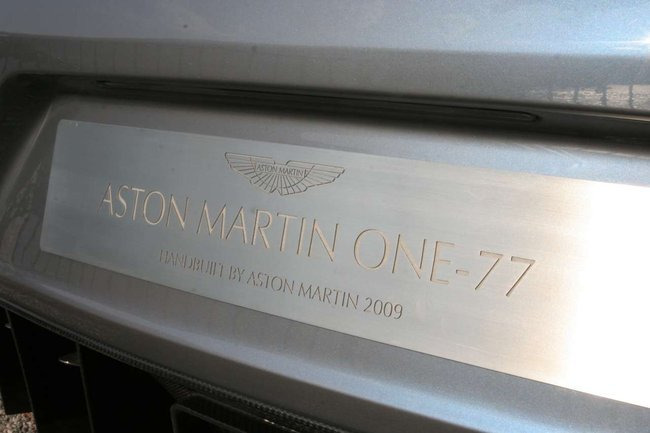 ASTON MARTIN
ASTON MARTIN ONE-77
HANDBUILT BY ASTON MARTIN 2009